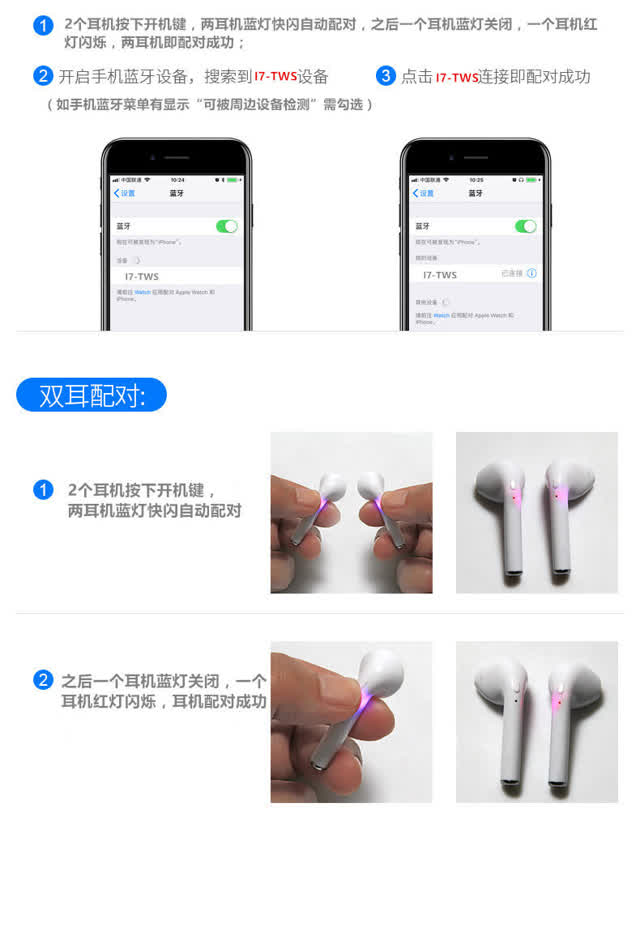 1 2个耳机按下开机键，两耳机蓝灯快闪自动配对，之后一个耳机蓝灯关闭，一个耳机红
灯闪烁，两耳机即配对成功；
2 开启手机蓝牙设备，搜索到I7-TWS设备
3 点击I7-TWS连接即配对成功
（如手机蓝牙菜单有显示“可被周边设备检测”需勾选）
中国联通 10:24
设置 蓝牙
蓝牙
现在可被发现为“iPhone”。
设备
I7-TWS
请前往 Watch 应用配对 Apple Watch 和
iPhone。
中国联通 10:25
设置 蓝牙
蓝牙
现在可被发现为“iPhone”。
我的设备
I7-TWS 已连接
其他设备
请前往 Watch 应用配对 Apple Watch 和
iPhone。
双耳配对:
1 2个耳机按下开机键，
两耳机蓝灯快闪自动配对
2 之后一个耳机蓝灯关闭，一个
耳机红灯闪烁，耳机配对成功